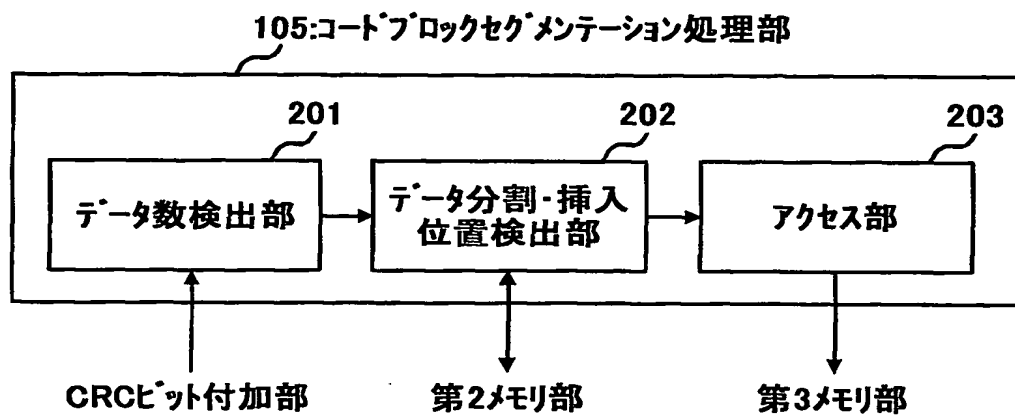 105:コードブロックセグメンテーション処理部
201
202
203
データ数検出部
データ分割・挿入
位置検出部
アクセス部
CRCビット付加部
第2メモリ部
第3メモリ部